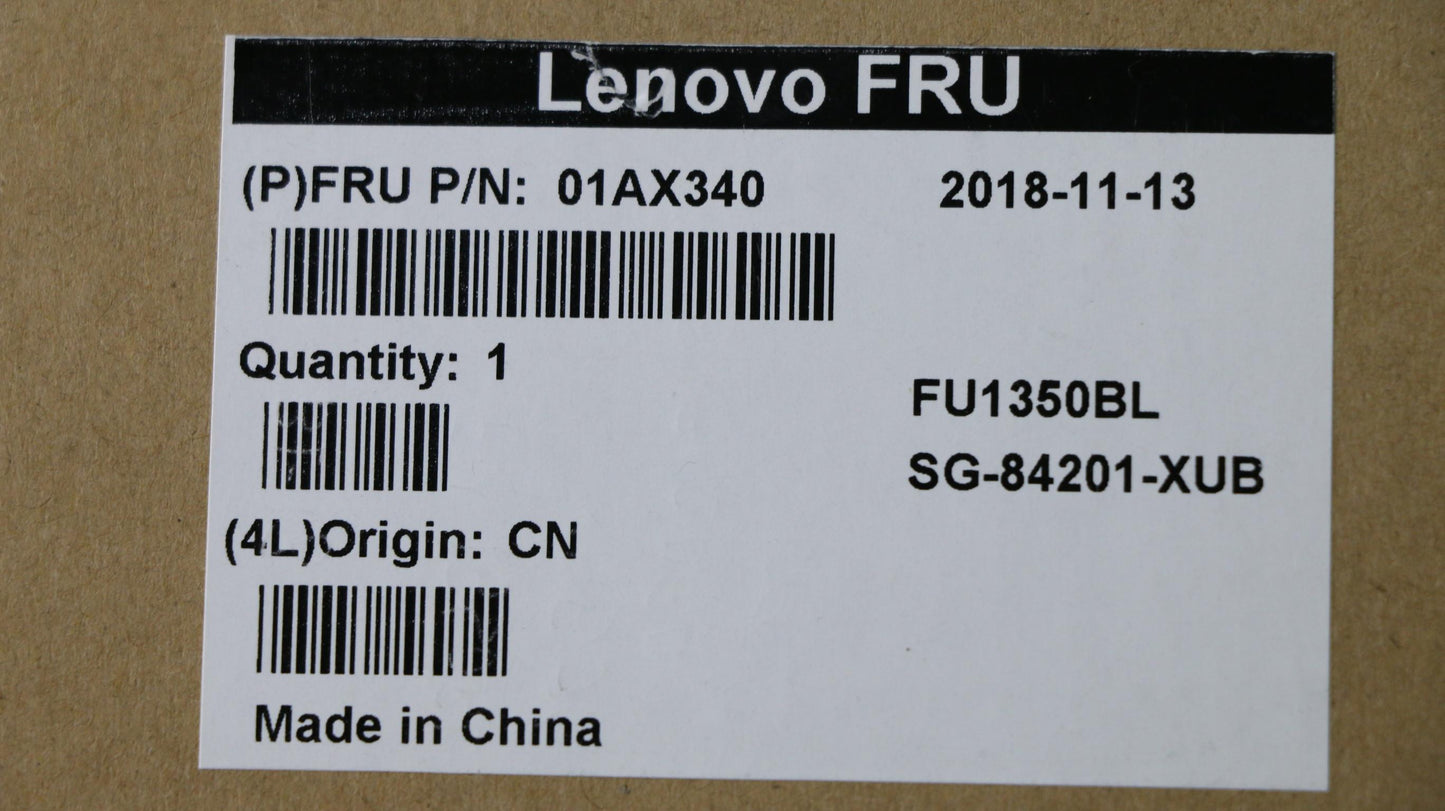 Lenovo FRU
(P)FRU P/N: 01AX340
2018-11-13
Quantity: 1
FU1350BL
SG-84201-XUB
(4L)Origin: CN
Made in China